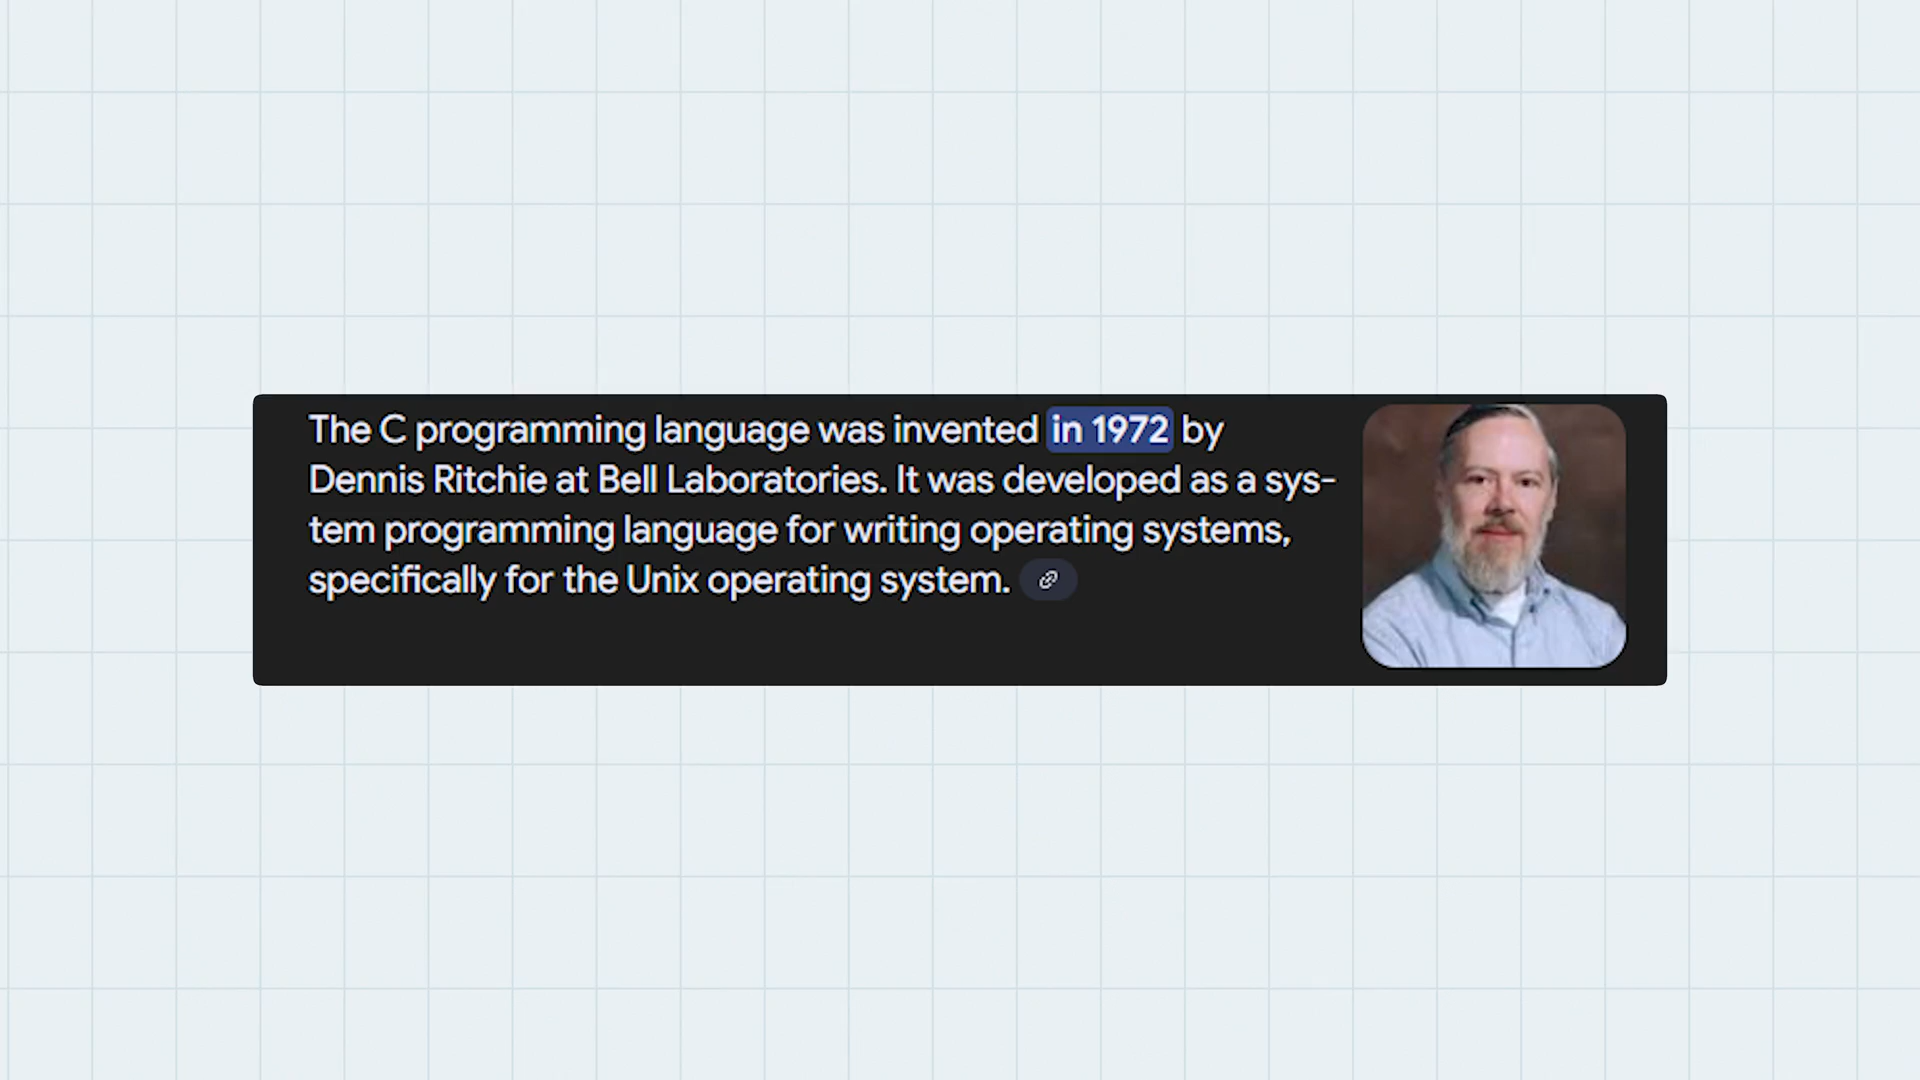 The C programming language was invented in 1972 by
Dennis Ritchie at Bell Laboratories. It was developed as a sys-
tem programming language for writing operating systems,
specifically for the Unix operating system.